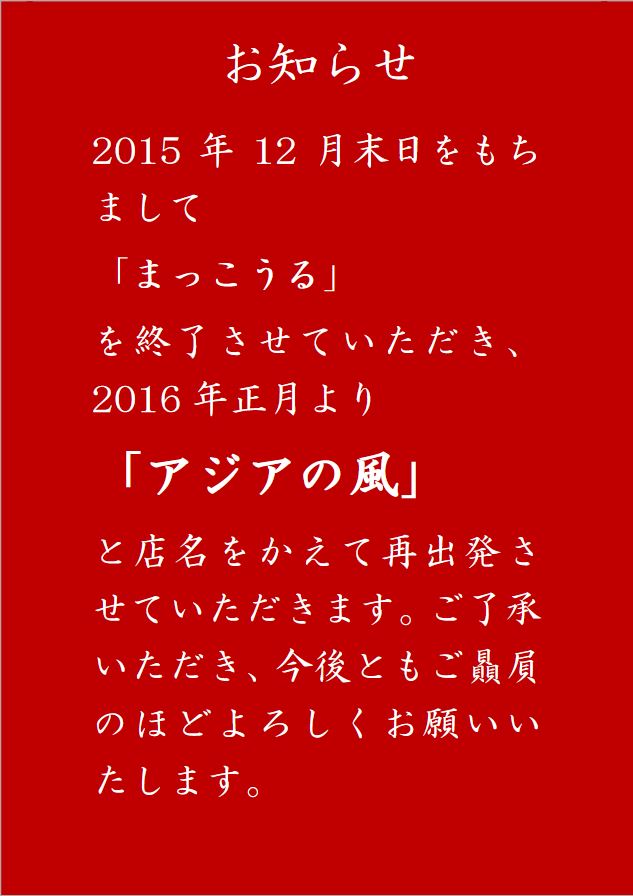 お知らせ
2015 年 12 月末日をもち
まして
「まっこうる」
を終了させていただき、
2016 年正月より
「アジアの風」
と店名をかえて再出発さ
せていただきます。ご了承
いただき、今後ともご贔屓
のほどよろしくお願いい
たします。